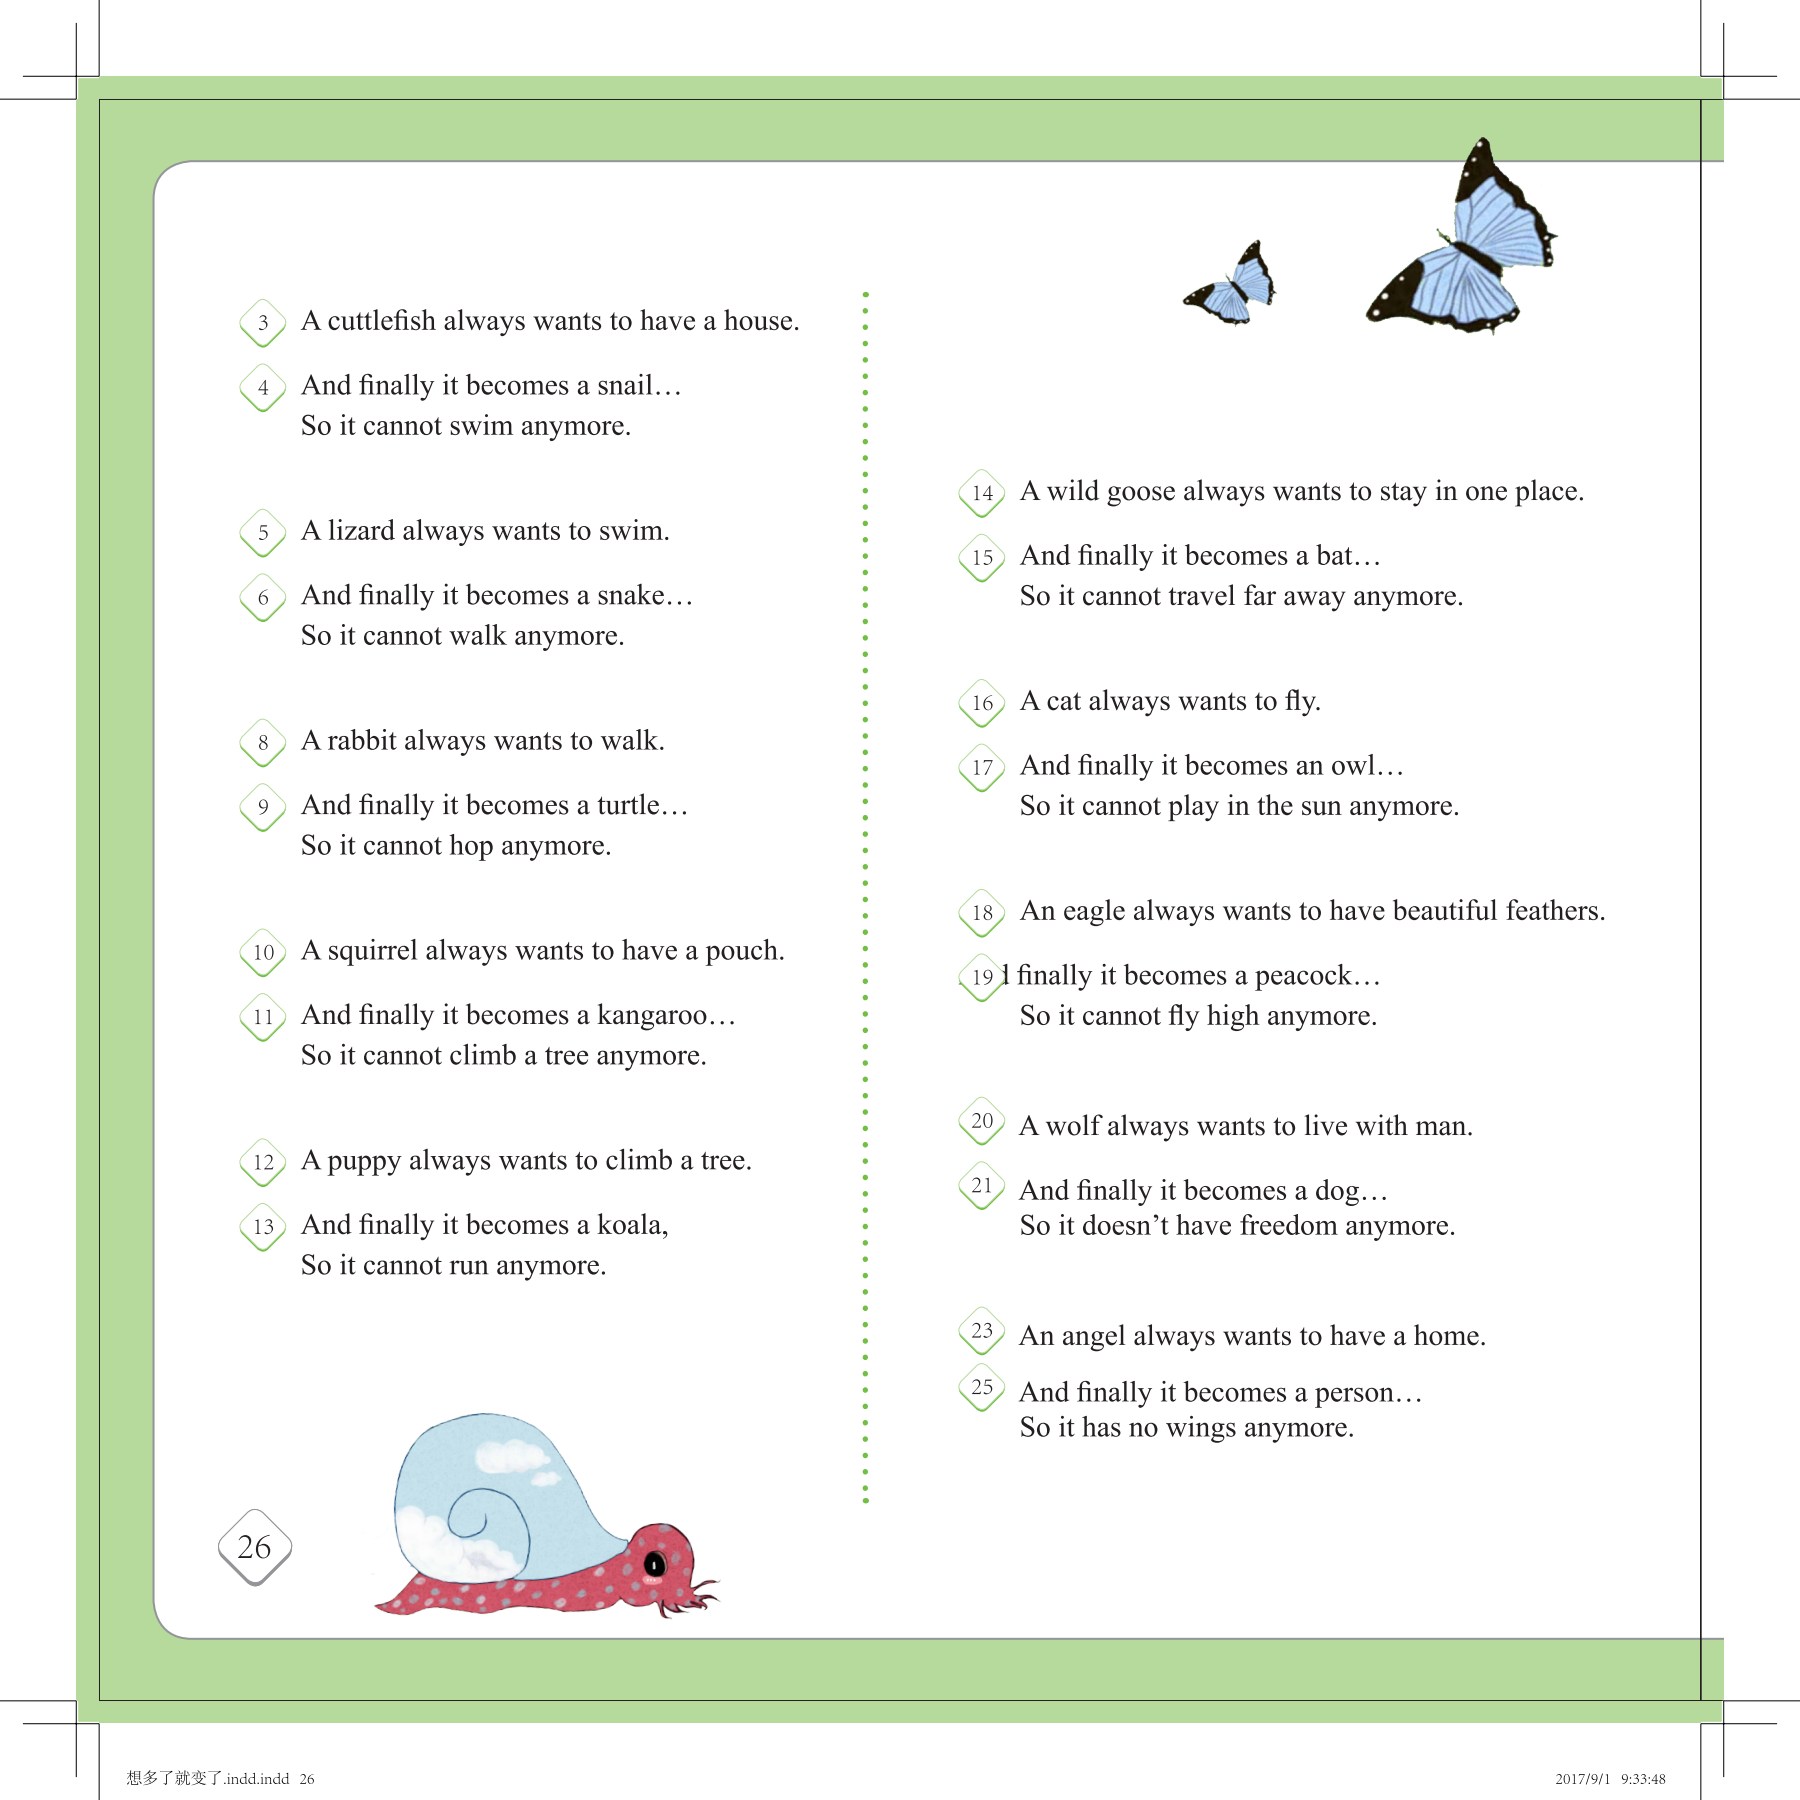 3 A cuttlefish always wants to have a house.
4 And finally it becomes a snail…
So it cannot swim anymore.
5 A lizard always wants to swim.
6 And finally it becomes a snake…
So it cannot walk anymore.
8 A rabbit always wants to walk.
9 And finally it becomes a turtle…
So it cannot hop anymore.
10 A squirrel always wants to have a pouch.
11 And finally it becomes a kangaroo…
So it cannot climb a tree anymore.
12 A puppy always wants to climb a tree.
13 And finally it becomes a koala,
So it cannot run anymore.
26
14 A wild goose always wants to stay in one place.
15 And finally it becomes a bat…
So it cannot travel far away anymore.
16 A cat always wants to fly.
17 And finally it becomes an owl…
So it cannot play in the sun anymore.
18 An eagle always wants to have beautiful feathers.
19 finally it becomes a peacock…
So it cannot fly high anymore.
20 A wolf always wants to live with man.
21 And finally it becomes a dog…
So it doesn’t have freedom anymore.
23 An angel always wants to have a home.
25 And finally it becomes a person…
So it has no wings anymore.
想多了就变了.indd.indd 26
2017/9/1 9:33:48